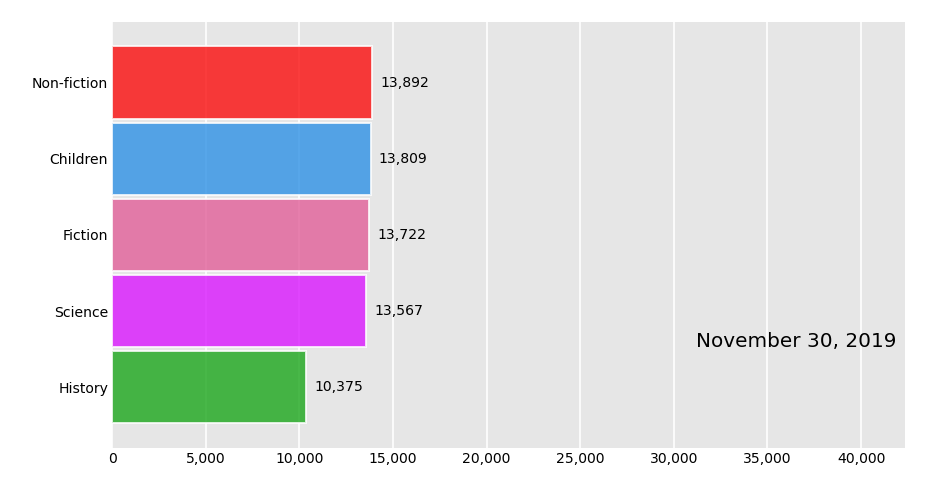 Non-fiction 13,892
Children 13,809
Fiction 13,722
Science 13,567
November 30, 2019
History 10,375
0 5,000 10,000 15,000 20,000 25,000 30,000 35,000 40,000